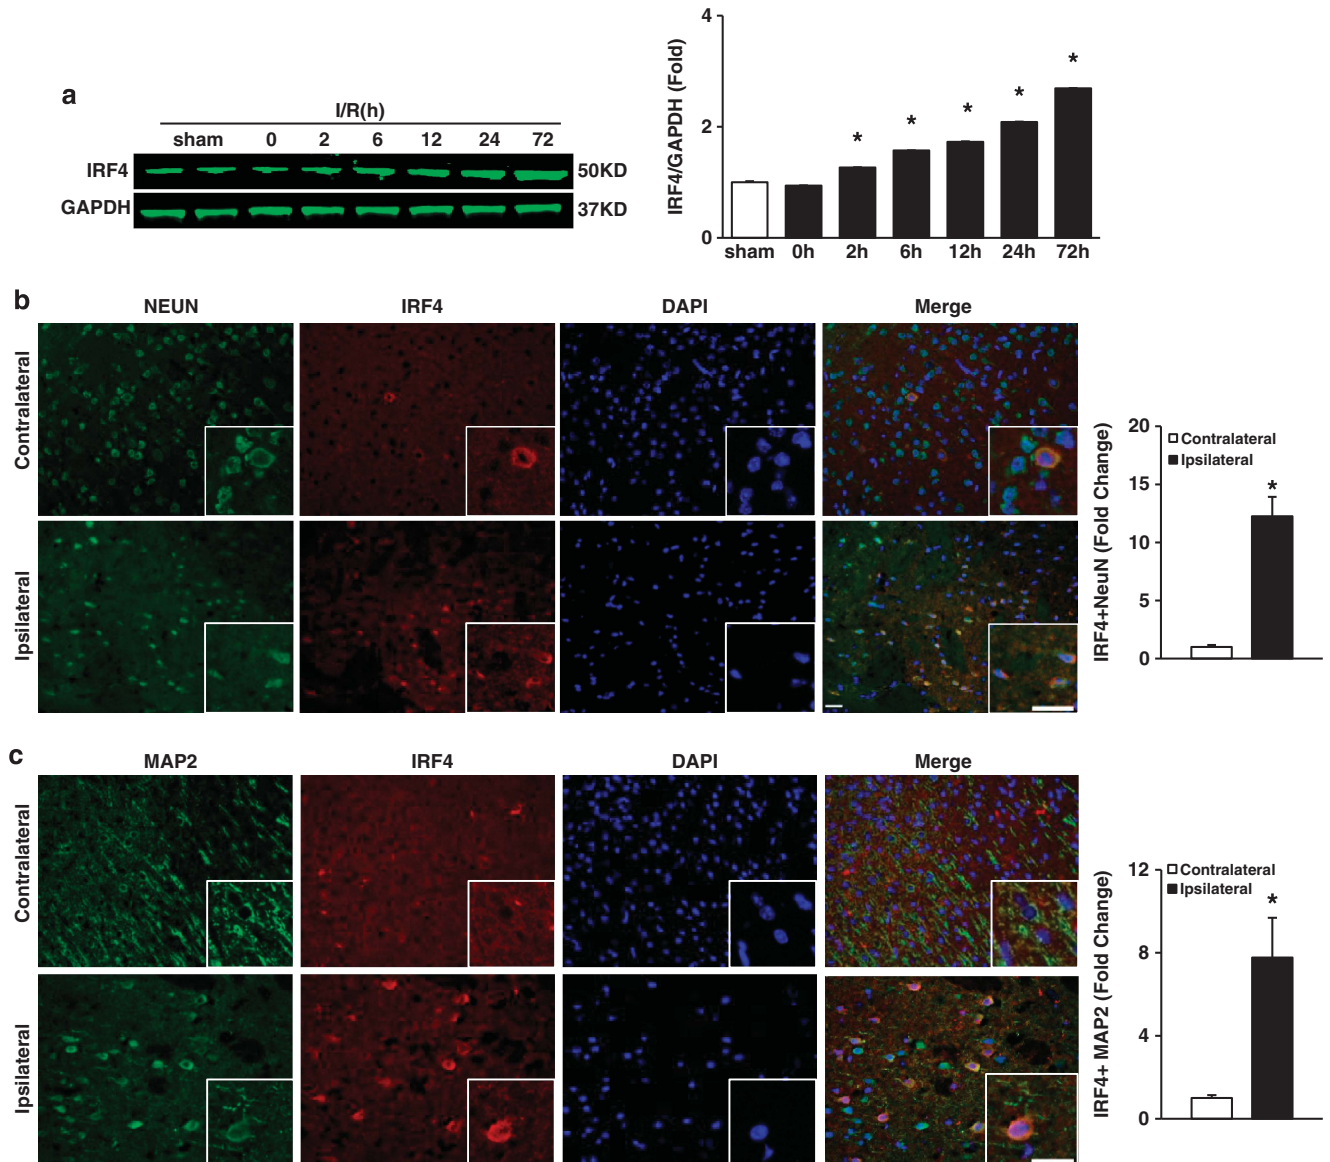 a
I/R(h)
sham 0 2 6 12 24 72
IRF4 50KD
GAPDH 37KD
IRF4/GAPDH (Fold)
4
2
0
* * * * *
sham 0h 2h 6h 12h 24h 72h
b
NEUN IRF4 DAPI Merge
Contralateral
Ipsilateral
IRF4+NeuN (Fold Change)
20
15
10
5
0
Contralateral
Ipsilateral
*
c
MAP2 IRF4 DAPI Merge
Contralateral
Ipsilateral
IRF4+ MAP2 (Fold Change)
12
8
4
0
Contralateral
Ipsilateral
*